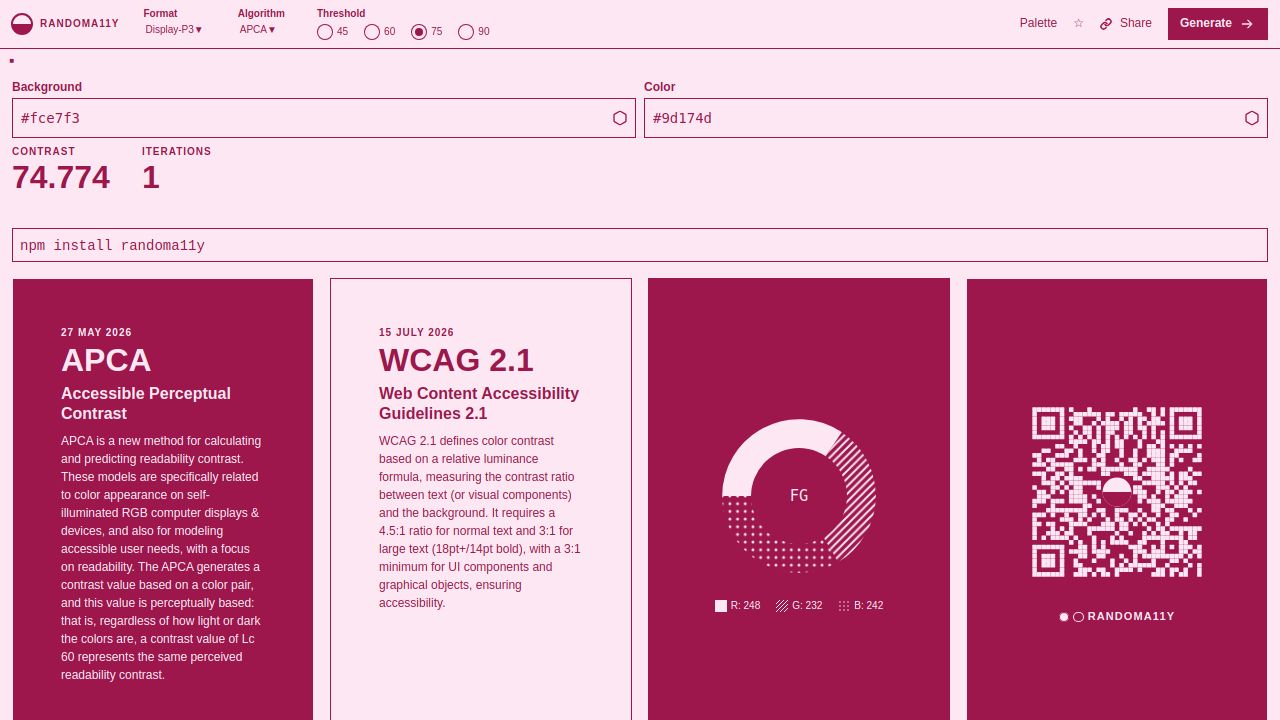 RANDOMA11Y
Format
Display-P3▼
Algorithm
APCA▼
Threshold
45
60
75
90
Palette
☆
Share
Generate →
Background
#fce7f3
Color
#9d174d
CONTRAST
74.774
ITERATIONS
1
npm install randoma11y
27 MAY 2026
APCA
Accessible Perceptual
Contrast
APCA is a new method for calculating
and predicting readability contrast.
These models are specifically related
to color appearance on self-
illuminated RGB computer displays &
devices, and also for modeling
accessible user needs, with a focus
on readability. The APCA generates a
contrast value based on a color pair,
and this value is perceptually based:
that is, regardless of how light or dark
the colors are, a contrast value of Lc
60 represents the same perceived
readability contrast.
15 JULY 2026
WCAG 2.1
Web Content Accessibility
Guidelines 2.1
WCAG 2.1 defines color contrast
based on a relative luminance
formula, measuring the contrast ratio
between text (or visual components)
and the background. It requires a
4.5:1 ratio for normal text and 3:1 for
large text (18pt+/14pt bold), with a 3:1
minimum for UI components and
graphical objects, ensuring
accessibility.
FG
R: 248
G: 232
B: 242
RANDOMA11Y